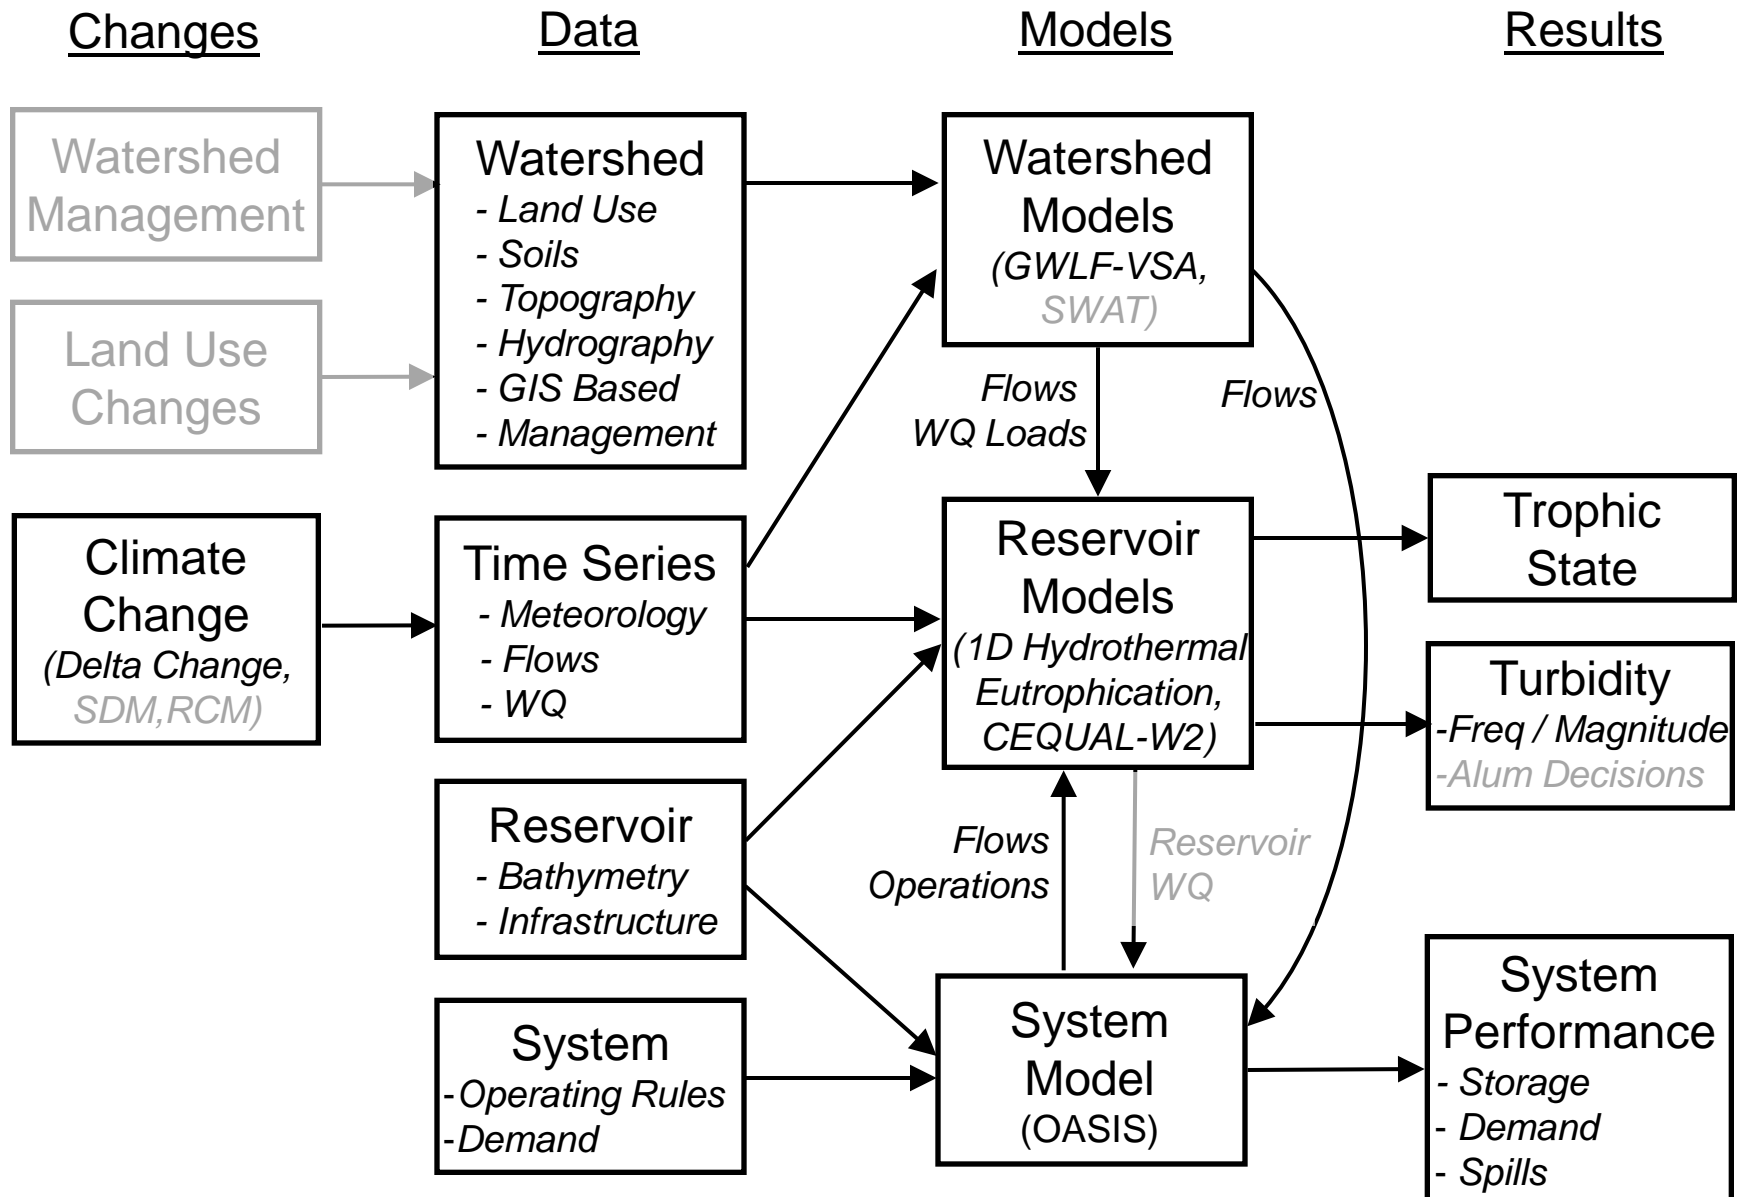 Changes
Data
Models
Results
Watershed
Management
Land Use
Changes
Climate
Change
(Delta Change,
SDM,RCM)
Watershed
- Land Use
- Soils
- Topography
- Hydrography
- GIS Based
- Management
Time Series
- Meteorology
- Flows
- WQ
Reservoir
- Bathymetry
- Infrastructure
System
-Operating Rules
-Demand
Watershed
Models
(GWLF-VSA,
SWAT)
Flows
WQ Loads
Flows
Reservoir
Models
(1D Hydrothermal
Eutrophication,
CEQUAL-W2)
Flows
Operations
Reservoir
WQ
System
Model
(OASIS)
Trophic
State
Turbidity
-Freq / Magnitude
-Alum Decisions
System
Performance
- Storage
- Demand
- Spills